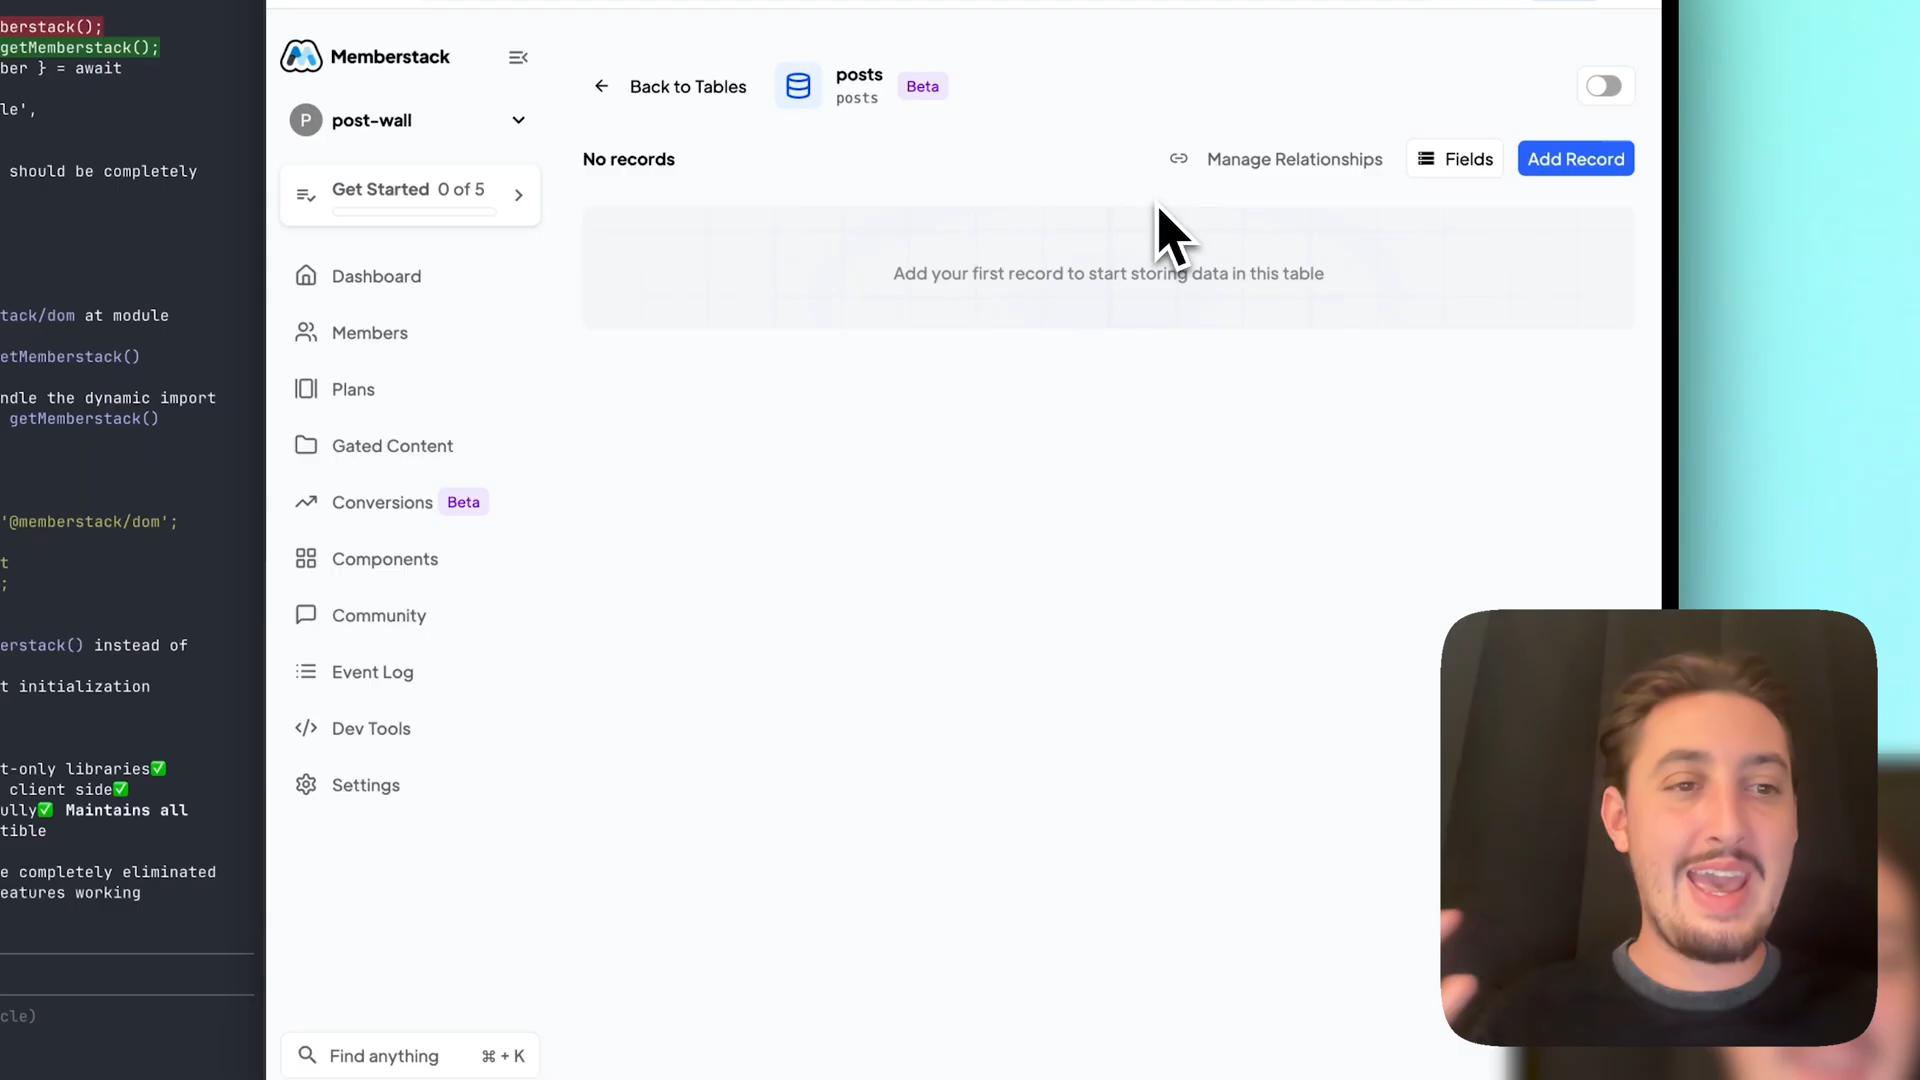 berstack();
getMemberstack();
ber } = await
le',
should be completely
tack/dom at module
etMemberstack()
ndle the dynamic import
getMemberstack()
'@memberstack/dom';
t
;
erstack() instead of
t initialization
t-only libraries✅
client side✅
ully✅ Maintains all
tible
e completely eliminated
eatures working
cle)
Memberstack
P post-wall
Get Started 0 of 5
Dashboard
Members
Plans
Gated Content
Conversions Beta
Components
Community
Event Log
Dev Tools
Settings
Find anything ⌘ + K
← Back to Tables
posts
posts
Beta
No records
Manage Relationships
Fields
Add Record
Add your first record to start storing data in this table